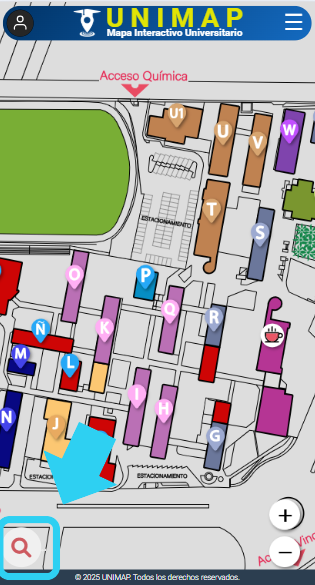 UNIMAP
Mapa Interactivo Universitario
Acceso Química
U1
U
V
W
T
ESTACIONAMIENTO
S
O
P
Q
R
K
Ñ
M
L
I
H
N
J
G
ESTACIONAMIENTO
+
−
© 2025 UNIMAP. Todos los derechos reservados.